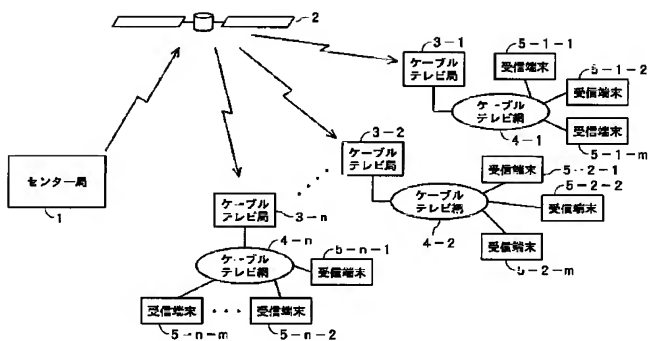 2
3-1
ケーブル
テレビ局
5-1-1
受信端末
5-1-2
受信端末
ケーブル
テレビ網
4-1
受信端末
5-1-m
3-2
ケーブル
テレビ局
センター局
1
・・・・
受信端末
5-2-1
5-2-2
受信端末
ケーブル
テレビ網
4-2
受信端末
5-2-m
ケーブル
テレビ局
3-n
4-n
ケーブル
テレビ網
5-n-1
受信端末
受信端末
・・・
受信端末
5-n-m
5-n-2